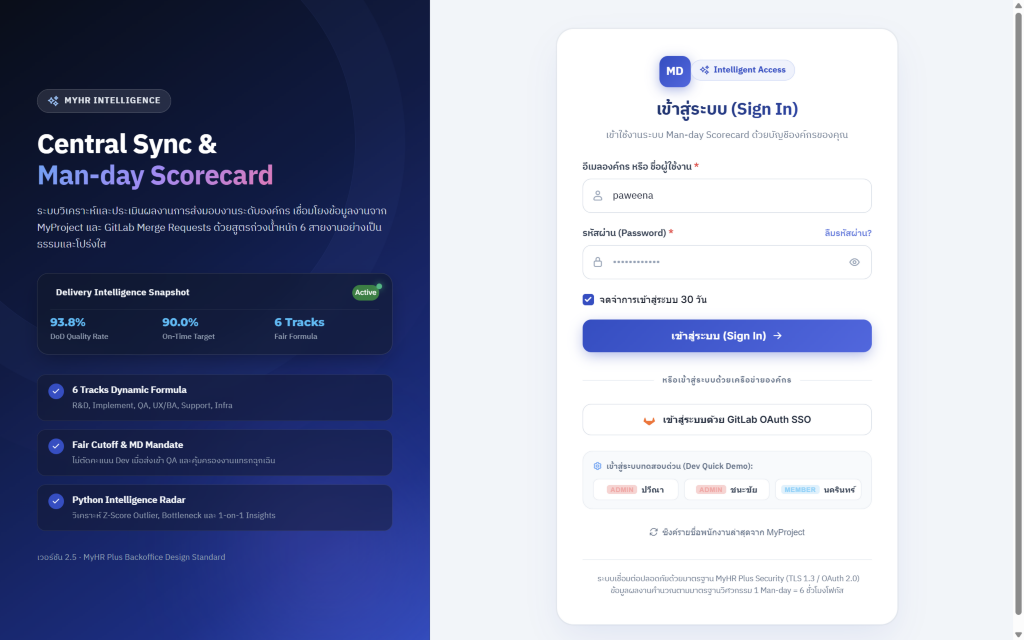 MYHR INTELLIGENCE
Central Sync &
Man-day Scorecard
ระบบวิเคราะห์และประเมินผลงานการส่งมอบงานระดับองค์กร เชื่อมโยงข้อมูลงานจาก
MyProject และ GitLab Merge Requests ด้วยสูตรถ่วงน้ำหนัก 6 สายงานอย่างเป็น
ธรรมและโปร่งใส
Delivery Intelligence Snapshot
Active
93.8%
DoD Quality Rate
90.0%
On-Time Target
6 Tracks
Fair Formula
6 Tracks Dynamic Formula
R&D, Implement, QA, UX/BA, Support, Infra
Fair Cutoff & MD Mandate
ไม่ตัดคะแนน Dev เมื่อส่งเข้า QA และคุ้มครองงานแทรกฉุกเฉิน
Python Intelligence Radar
วิเคราะห์ Z-Score Outlier, Bottleneck และ 1-on-1 Insights
เวอร์ชัน 2.5 · MyHR Plus Backoffice Design Standard
MD
Intelligent Access
เข้าสู่ระบบ (Sign In)
เข้าใช้งานระบบ Man-day Scorecard ด้วยบัญชีองค์กรของคุณ
อีเมลองค์กร หรือ ชื่อผู้ใช้งาน *
paweena
รหัสผ่าน (Password) *
ลืมรหัสผ่าน?
••••••••••••
จดจำการเข้าสู่ระบบ 30 วัน
เข้าสู่ระบบ (Sign In) →
หรือเข้าสู่ระบบด้วยเครือข่ายองค์กร
เข้าสู่ระบบด้วย GitLab OAuth SSO
เข้าสู่ระบบทดสอบด่วน (Dev Quick Demo):
ADMIN ปวีณา
ADMIN ชนะชัย
MEMBER นครินทร์
ซิงค์รายชื่อพนักงานล่าสุดจาก MyProject
ระบบเชื่อมต่อปลอดภัยด้วยมาตรฐาน MyHR Plus Security (TLS 1.3 / OAuth 2.0)
ข้อมูลผลงานคำนวณตามมาตรฐานวิศวกรรม 1 Man-day = 6 ชั่วโมงโฟกัส